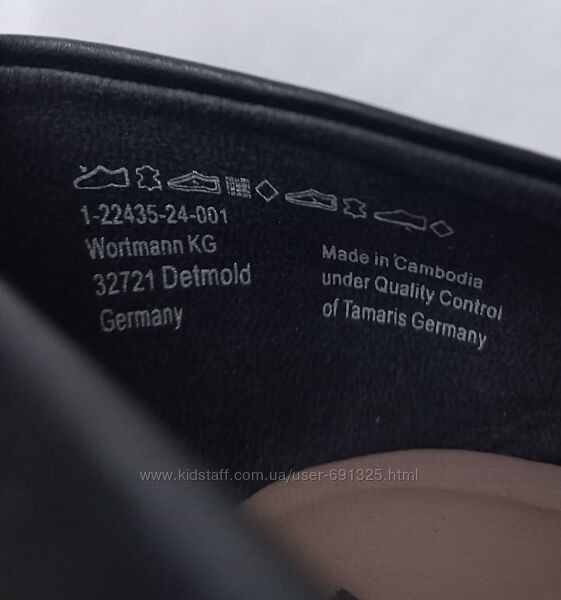 1-22435-24-001
Wortmann KG
32721 Detmold
Germany
Made in Cambodia
under Quality Control
of Tamaris Germany
www.kidstaff.com.ua/user-691325.html